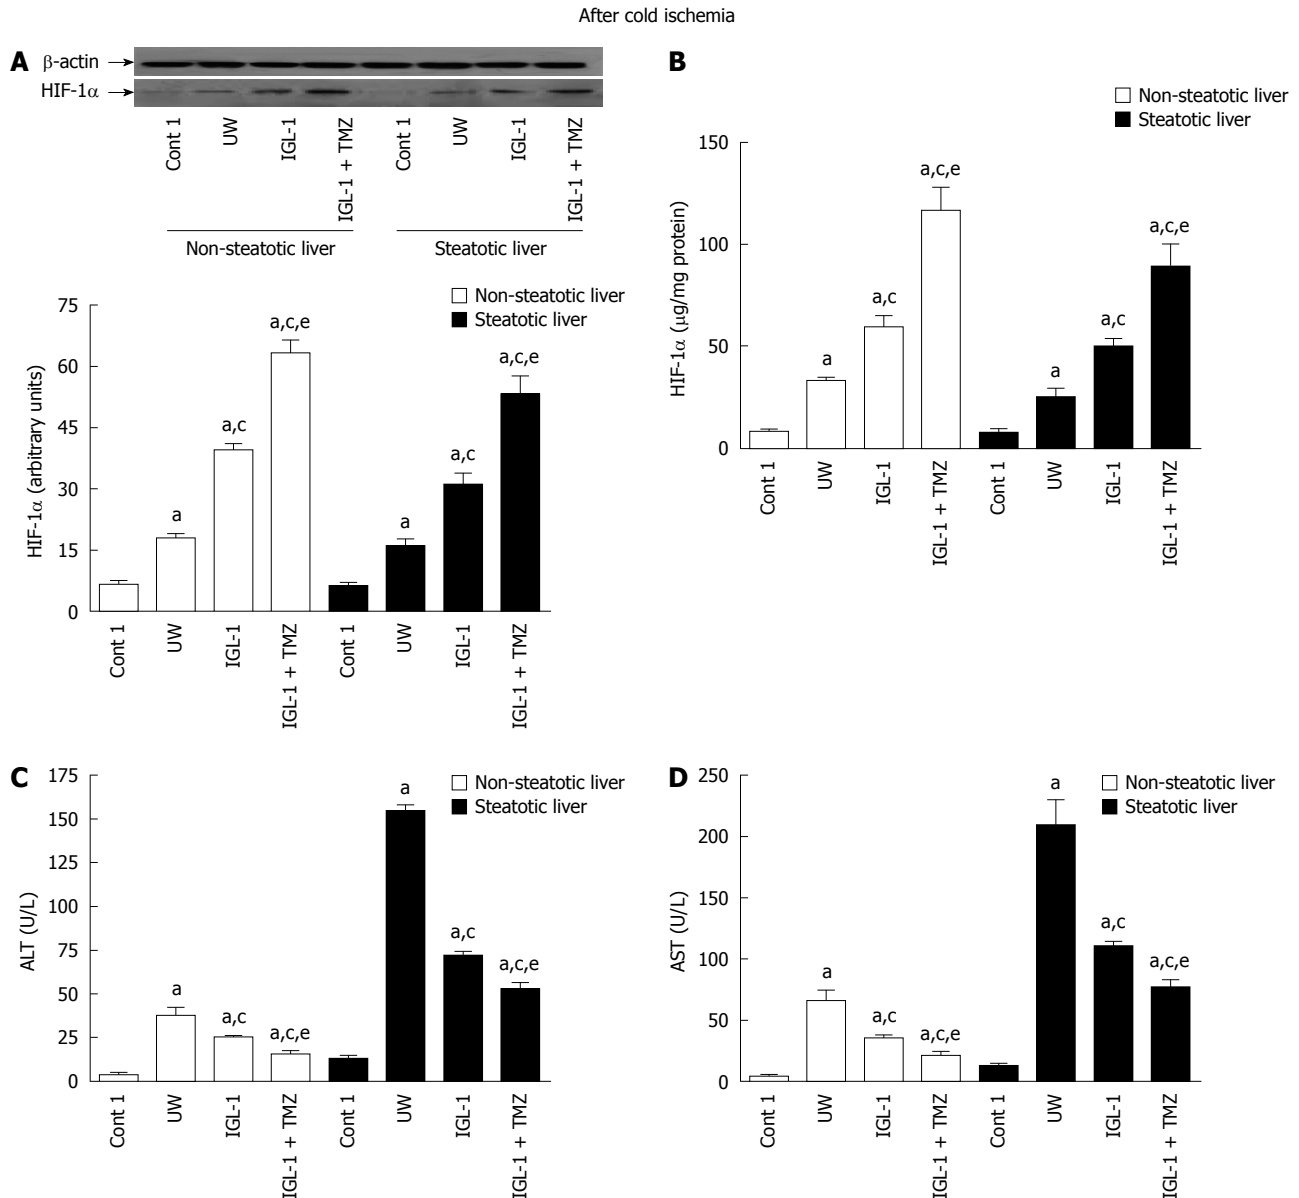 After cold ischemia
A
β-actin
HIF-1α
Cont 1
UW
IGL-1
IGL-1 + TMZ
Cont 1
UW
IGL-1
IGL-1 + TMZ
Non-steatotic liver
Steatotic liver
Non-steatotic liver
Steatotic liver
HIF-1α (arbitrary units)
75
60
45
30
15
0
a
a,c
a,c,e
a
a,c
a,c,e
Cont 1
UW
IGL-1
IGL-1 + TMZ
Cont 1
UW
IGL-1
IGL-1 + TMZ
B
Non-steatotic liver
Steatotic liver
HIF-1α (μg/mg protein)
150
100
50
0
a
a,c
a,c,e
a
a,c
a,c,e
Cont 1
UW
IGL-1
IGL-1 + TMZ
Cont 1
UW
IGL-1
IGL-1 + TMZ
C
Non-steatotic liver
Steatotic liver
ALT (U/L)
175
150
125
100
75
50
25
0
a
a,c
a,c,e
a
a,c
a,c,e
Cont 1
UW
IGL-1
IGL-1 + TMZ
Cont 1
UW
IGL-1
IGL-1 + TMZ
D
Non-steatotic liver
Steatotic liver
AST (U/L)
250
200
150
100
50
0
a
a,c
a,c,e
a
a,c
a,c,e
Cont 1
UW
IGL-1
IGL-1 + TMZ
Cont 1
UW
IGL-1
IGL-1 + TMZ